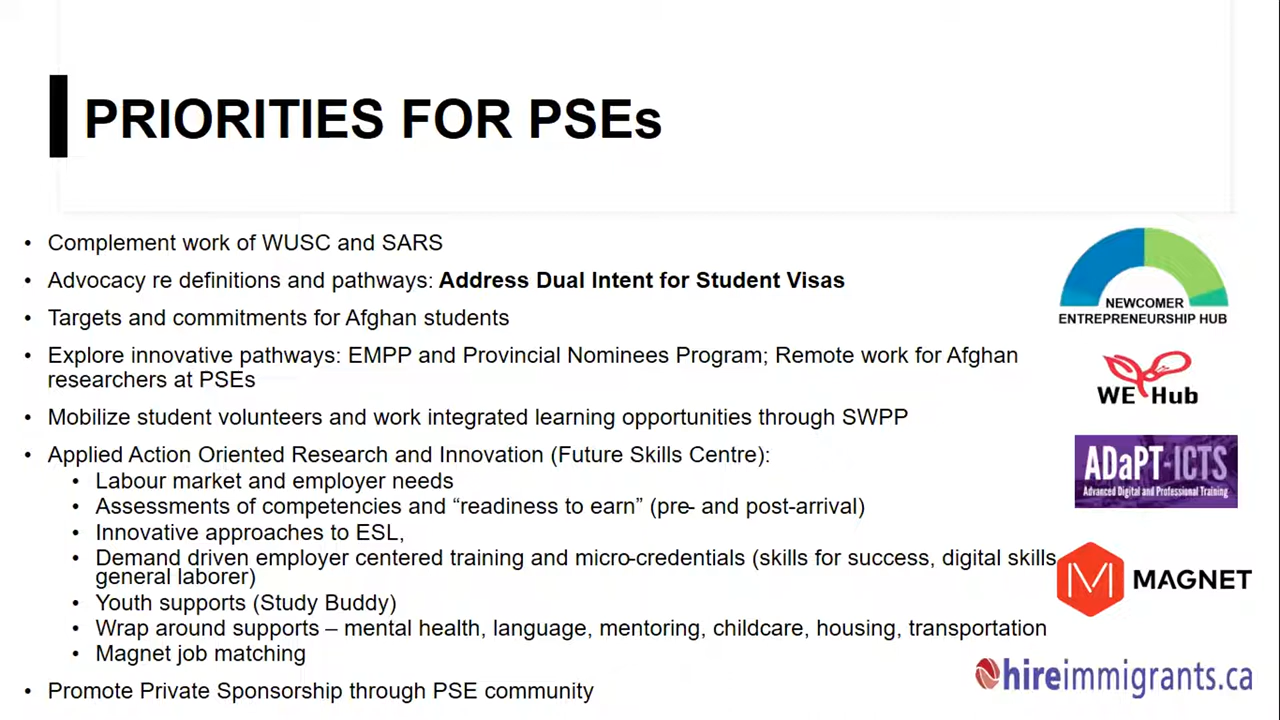 PRIORITIES FOR PSEs
• Complement work of WUSC and SARS
• Advocacy re definitions and pathways: Address Dual Intent for Student Visas
• Targets and commitments for Afghan students
• Explore innovative pathways: EMPP and Provincial Nominees Program; Remote work for Afghan
researchers at PSEs
• Mobilize student volunteers and work integrated learning opportunities through SWPP
• Applied Action Oriented Research and Innovation (Future Skills Centre):
• Labour market and employer needs
• Assessments of competencies and “readiness to earn” (pre- and post-arrival)
• Innovative approaches to ESL,
• Demand driven employer centered training and micro-credentials (skills for success, digital skills
general laborer)
• Youth supports (Study Buddy)
• Wrap around supports – mental health, language, mentoring, childcare, housing, transportation
• Magnet job matching
• Promote Private Sponsorship through PSE community
NEWCOMER
ENTREPRENEURSHIP HUB
WE Hub
ADaPT-ICTS
Advanced Digital and Professional Training
M MAGNET
hireimmigrants.ca